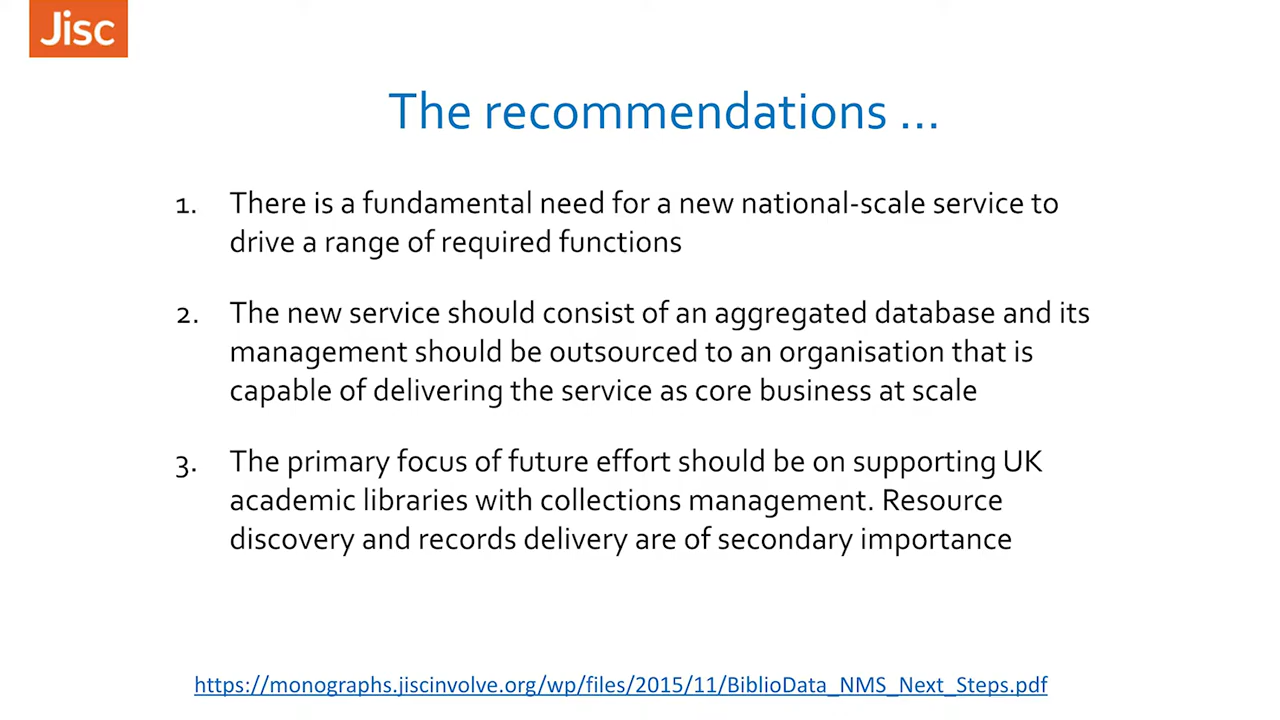 Jisc
The recommendations ...
1. There is a fundamental need for a new national-scale service to
drive a range of required functions
2. The new service should consist of an aggregated database and its
management should be outsourced to an organisation that is
capable of delivering the service as core business at scale
3. The primary focus of future effort should be on supporting UK
academic libraries with collections management. Resource
discovery and records delivery are of secondary importance
https://monographs.jiscinvolve.org/wp/files/2015/11/BiblioData_NMS_Next_Steps.pdf